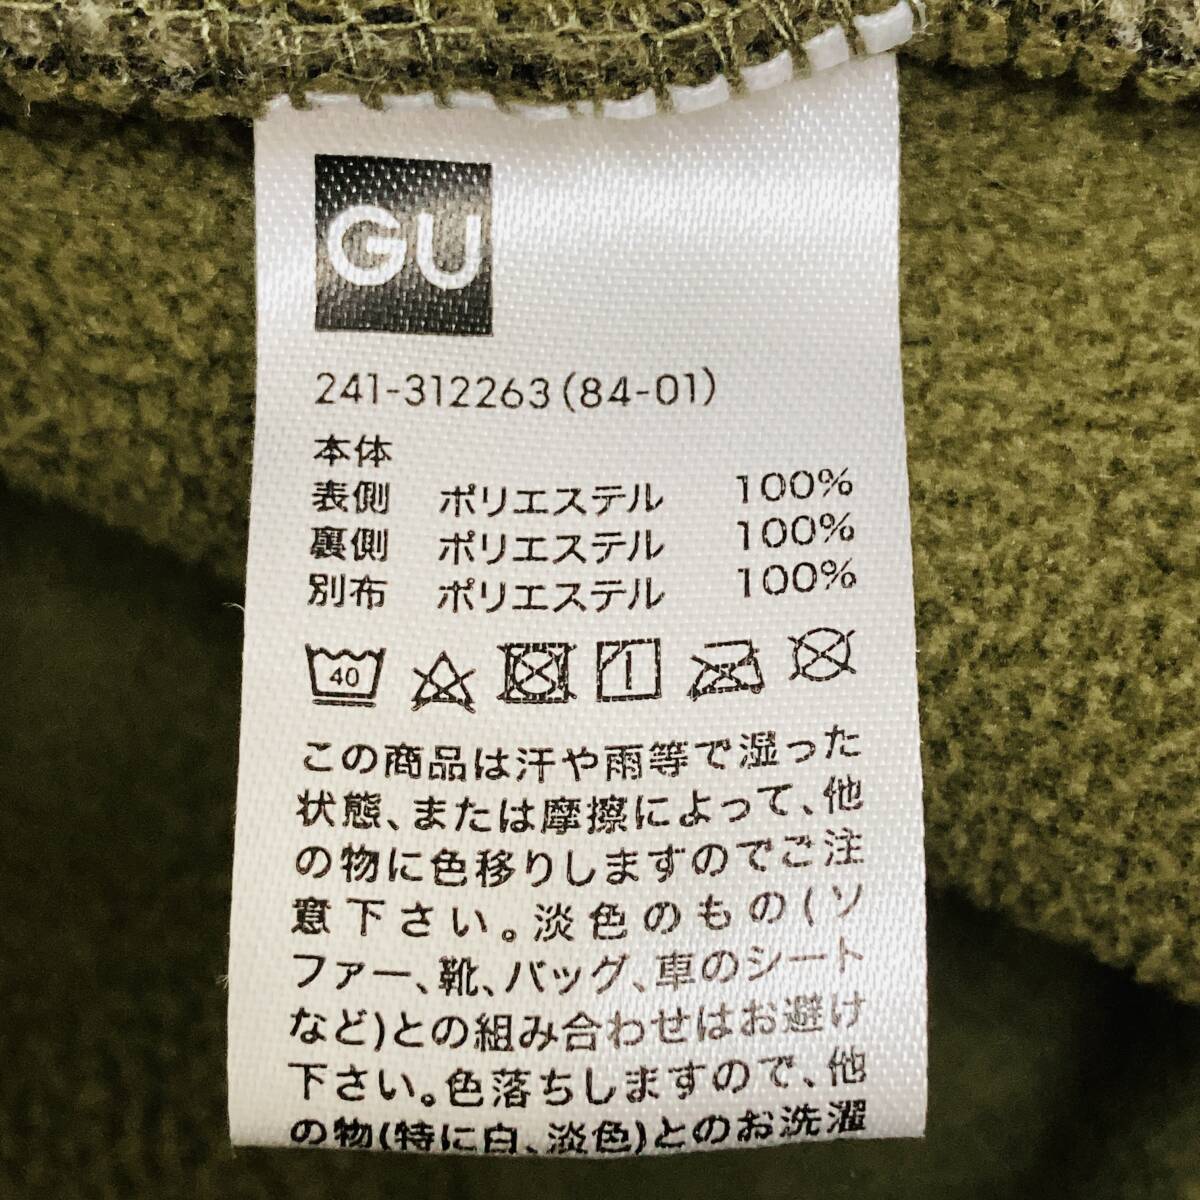 GU
241-312263(84-01)
本体
表側 ポリエステル 100%
裏側 ポリエステル 100%
別布 ポリエステル 100%
40
この商品は汗や雨等で湿った
状態、または摩擦によって、他
の物に色移りしますのでご注
意下さい。淡色のもの(ソ
ファー、靴、バッグ、車のシート
など)との組み合わせはお避け
下さい。色落ちしますので、他
の物(特に白、淡色)とのお洗濯